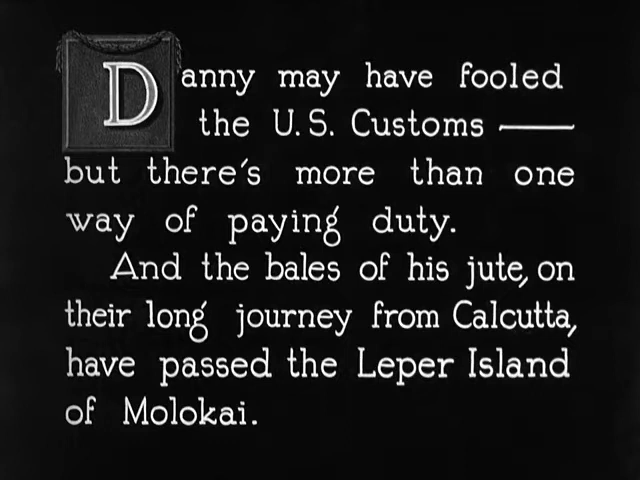 Danny may have fooled
the U.S. Customs —
but there's more than one
way of paying duty.
And the bales of his jute, on
their long journey from Calcutta,
have passed the Leper Island
of Molokai.